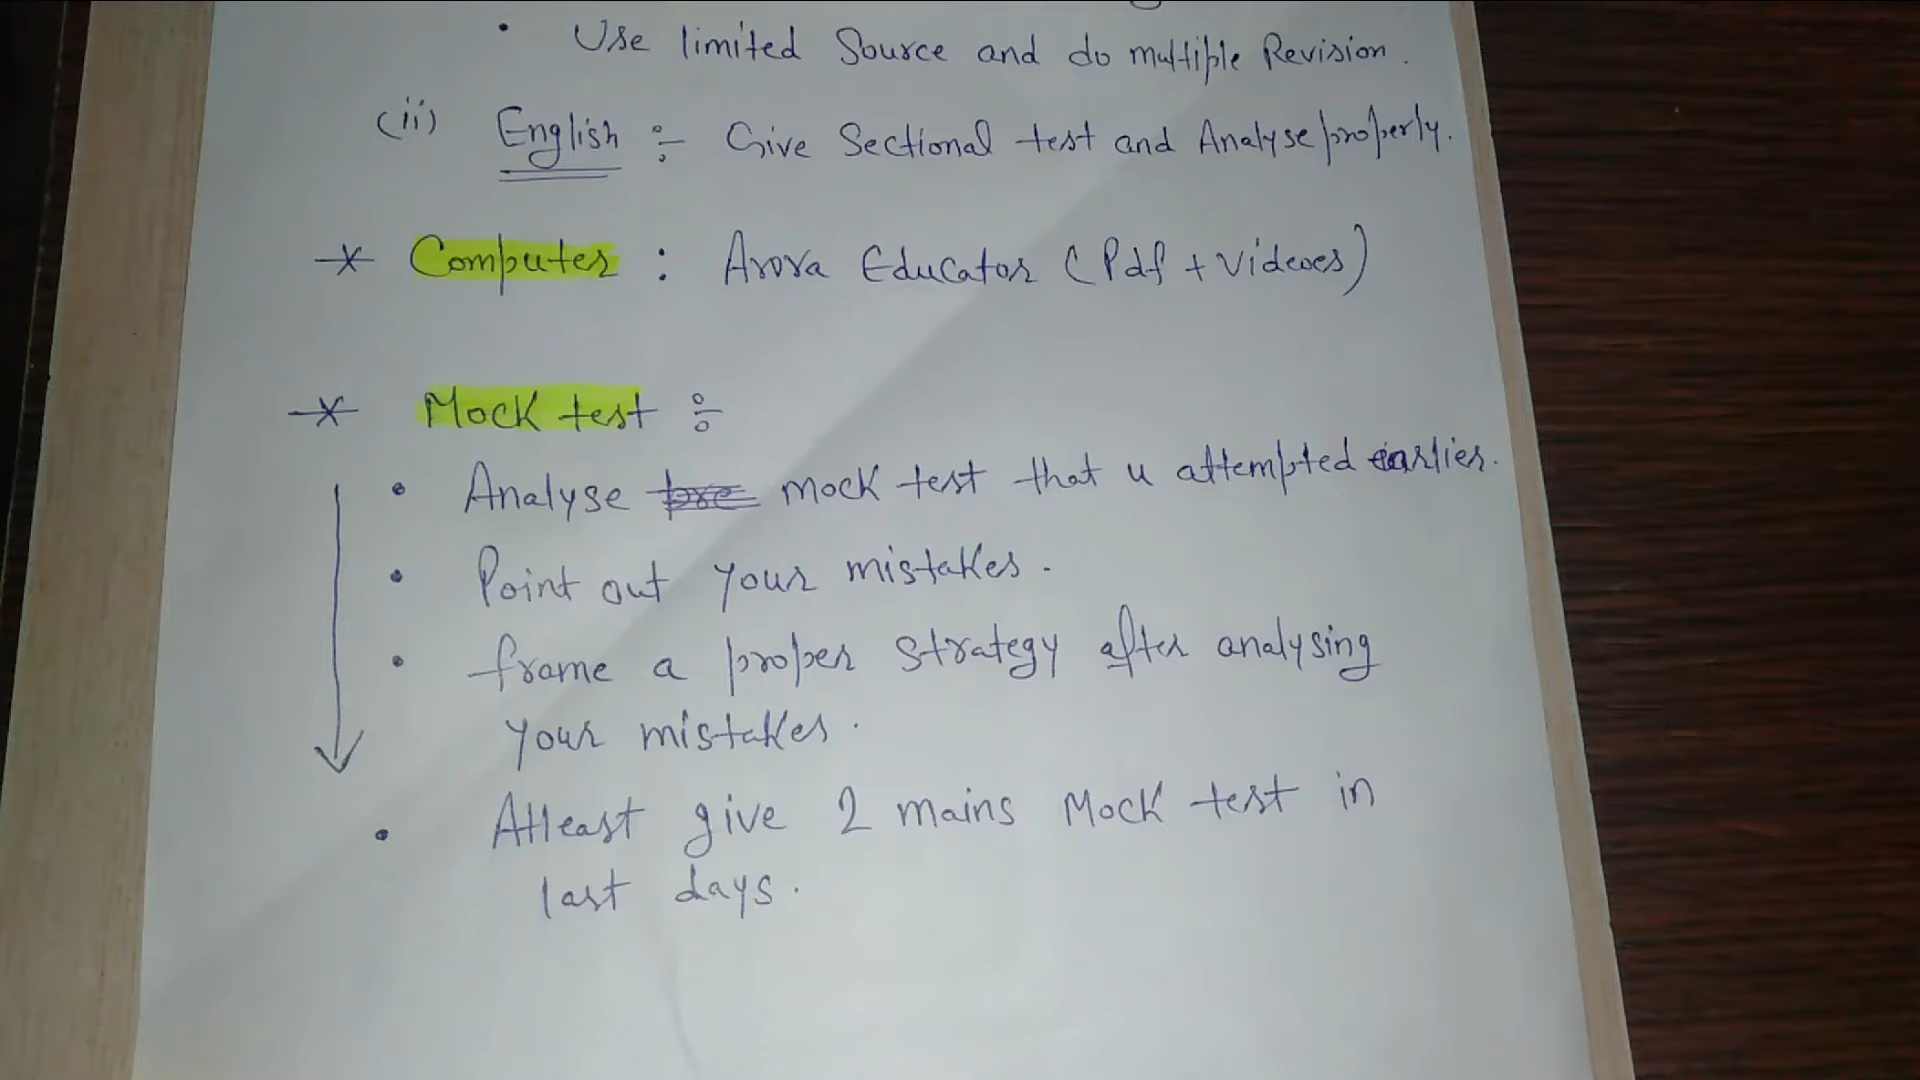 • Use limited Source and do multiple Revision.
(ii) English ÷ Give Sectional test and Analyse properly.
* Computer : Arora Educator (Pdf + Videoes)
* Mock test ÷
• Analyse mock test that u attempted earlier.
• Point out your mistakes.
• frame a proper strategy after analysing
your mistakes.
• Atleast give 2 mains Mock test in
last days.